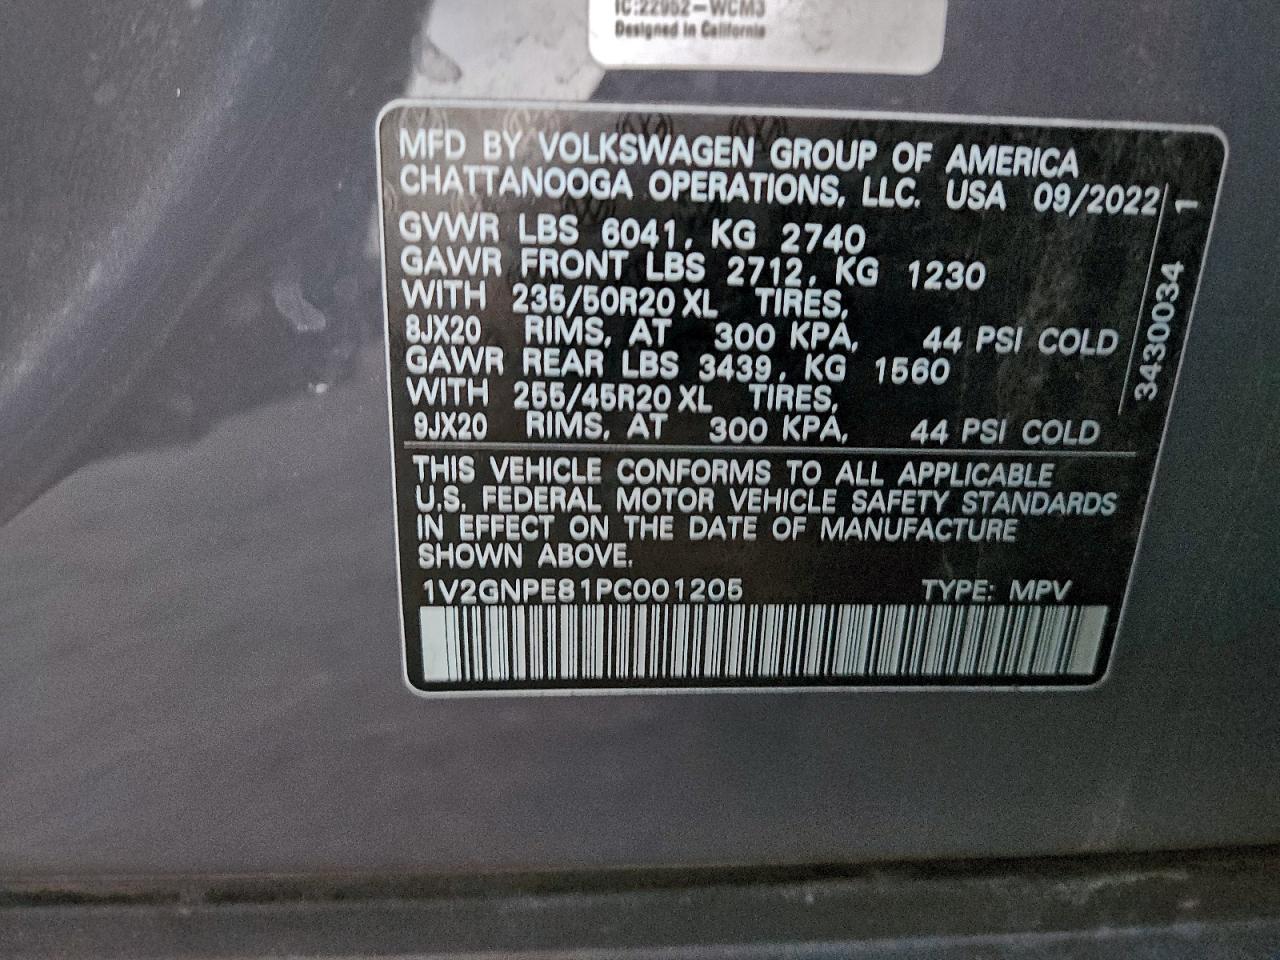 IC:22952-WCM3
Designed in California
MFD BY VOLKSWAGEN GROUP OF AMERICA
CHATTANOOGA OPERATIONS, LLC. USA 09/2022
GVWR LBS 6041, KG 2740
GAWR FRONT LBS 2712, KG 1230
WITH 235/50R20 XL TIRES,
8JX20 RIMS, AT 300 KPA, 44 PSI COLD
GAWR REAR LBS 3439, KG 1560
WITH 255/45R20 XL TIRES,
9JX20 RIMS, AT 300 KPA, 44 PSI COLD
3430034 1
THIS VEHICLE CONFORMS TO ALL APPLICABLE
U.S. FEDERAL MOTOR VEHICLE SAFETY STANDARDS
IN EFFECT ON THE DATE OF MANUFACTURE
SHOWN ABOVE.
1V2GNPE81PC001205 TYPE: MPV